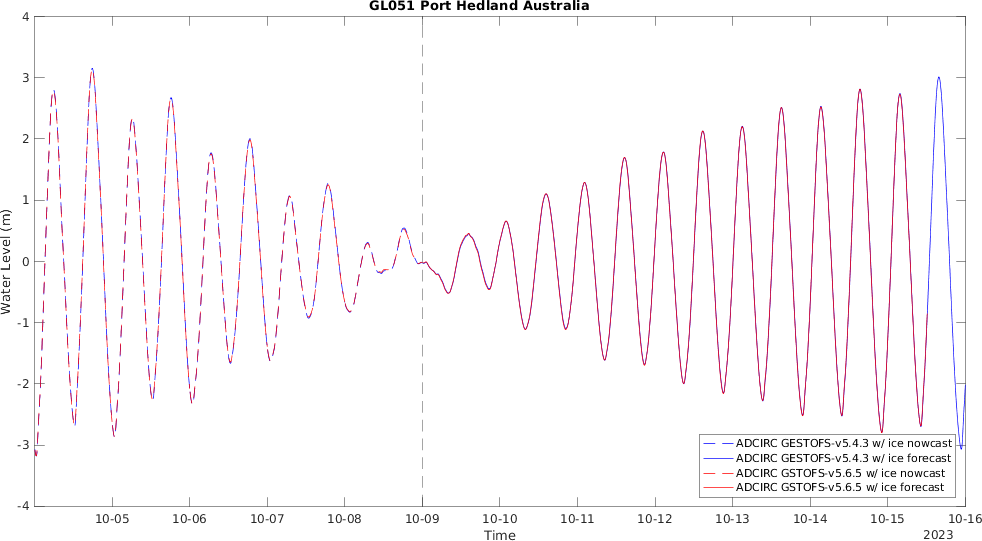 GL051 Port Hedland Australia
4
3
2
1
0
-1
-2
-3
-4
Water Level (m)
ADCIRC GESTOFS-v5.4.3 w/ ice nowcast
ADCIRC GESTOFS-v5.4.3 w/ ice forecast
ADCIRC GSTOFS-v5.6.5 w/ ice nowcast
ADCIRC GSTOFS-v5.6.5 w/ ice forecast
10-05 10-06 10-07 10-08 10-09 10-10 10-11 10-12 10-13 10-14 10-15 10-16
Time
2023